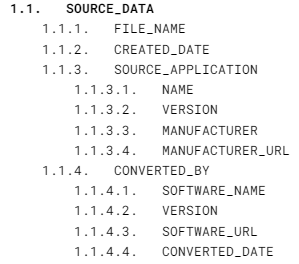 1.1. SOURCE_DATA
1.1.1. FILE_NAME
1.1.2. CREATED_DATE
1.1.3. SOURCE_APPLICATION
1.1.3.1. NAME
1.1.3.2. VERSION
1.1.3.3. MANUFACTURER
1.1.3.4. MANUFACTURER_URL
1.1.4. CONVERTED_BY
1.1.4.1. SOFTWARE_NAME
1.1.4.2. VERSION
1.1.4.3. SOFTWARE_URL
1.1.4.4. CONVERTED_DATE